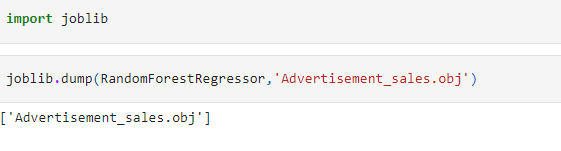 import joblib
joblib.dump(RandomForestRegressor,'Advertisement_sales.obj')
['Advertisement_sales.obj']